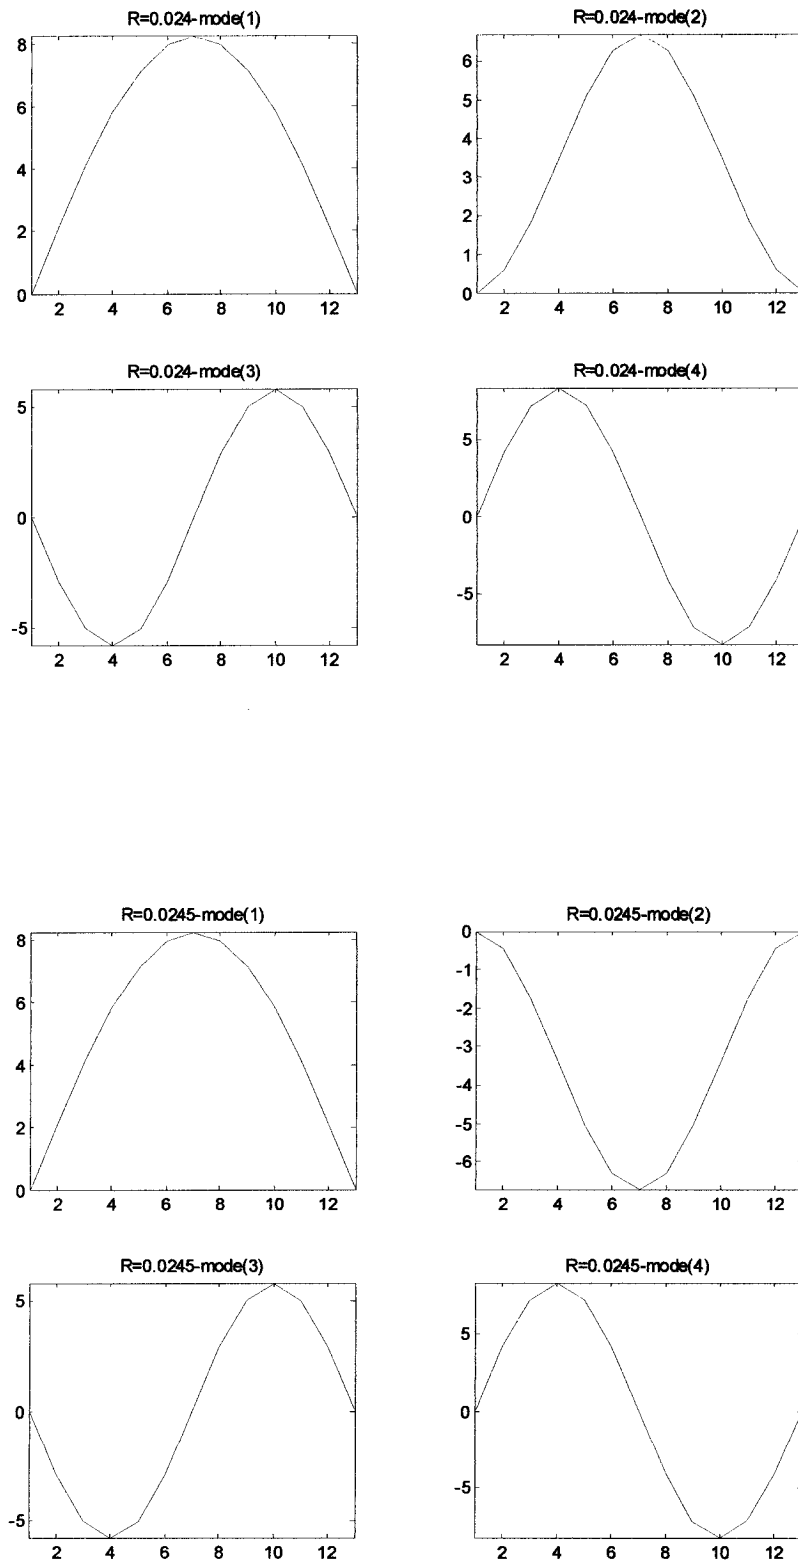 R=0.024-mode(1)
8
6
4
2
0
2 4 6 8 10 12
R=0.024-mode(2)
6
5
4
3
2
1
0
2 4 6 8 10 12
R=0.024-mode(3)
5
0
-5
2 4 6 8 10 12
R=0.024-mode(4)
5
0
-5
2 4 6 8 10 12
R=0.0245-mode(1)
8
6
4
2
0
2 4 6 8 10 12
R=0.0245-mode(2)
0
-1
-2
-3
-4
-5
-6
2 4 6 8 10 12
R=0.0245-mode(3)
5
0
-5
2 4 6 8 10 12
R=0.0245-mode(4)
5
0
-5
2 4 6 8 10 12